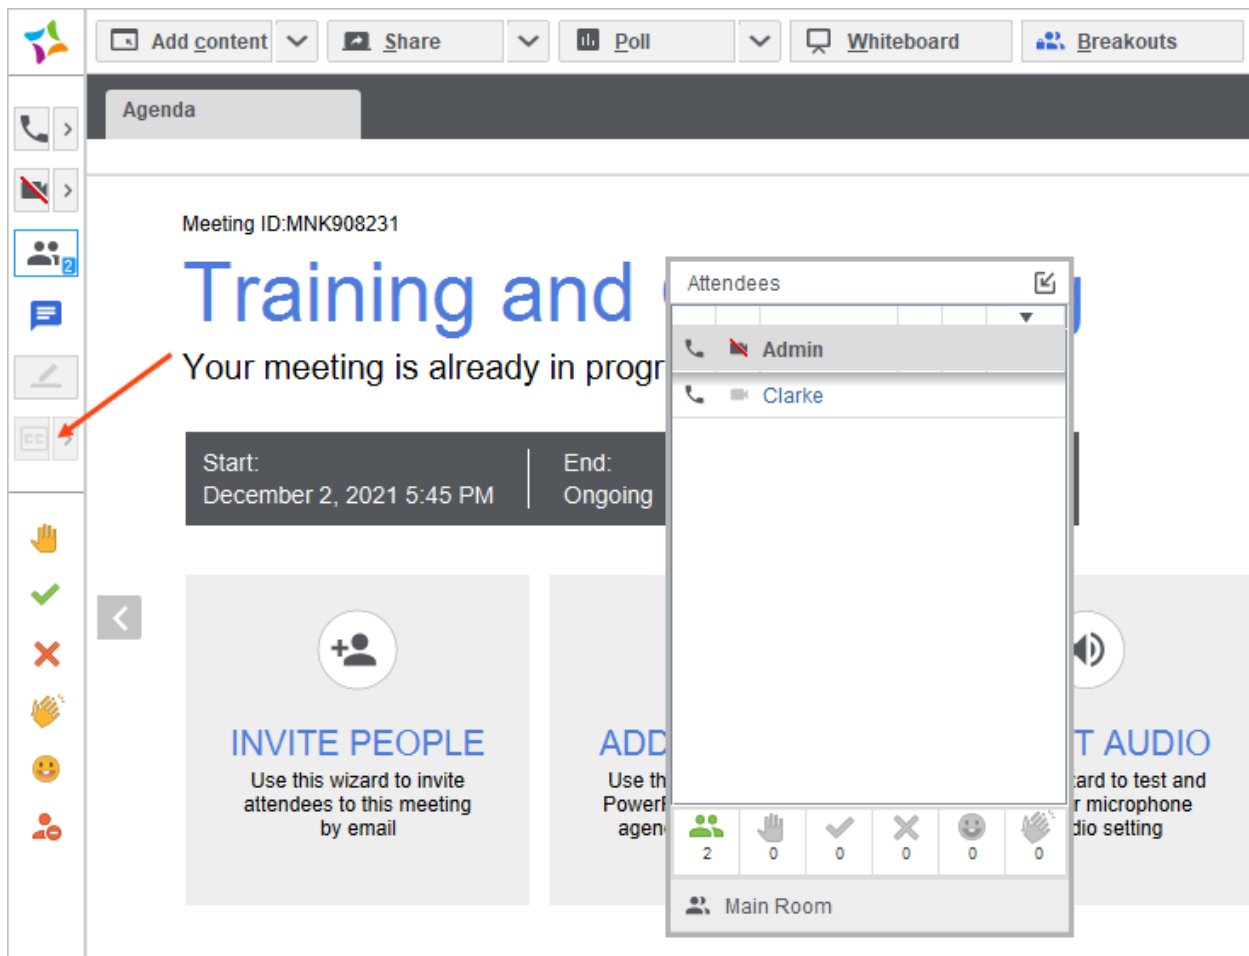 Add content
Share
Poll
Whiteboard
Breakouts
Agenda
Meeting ID:MNK908231
Training and
g
Your meeting is already in progr
2
CC
Start:
December 2, 2021 5:45 PM
End:
Ongoing
Attendees
Admin
Clarke
2
0
0
0
0
0
Main Room
INVITE PEOPLE
Use this wizard to invite
attendees to this meeting
by email
ADD
Use th
Power
agen
T AUDIO
ard to test and
r microphone
dio setting